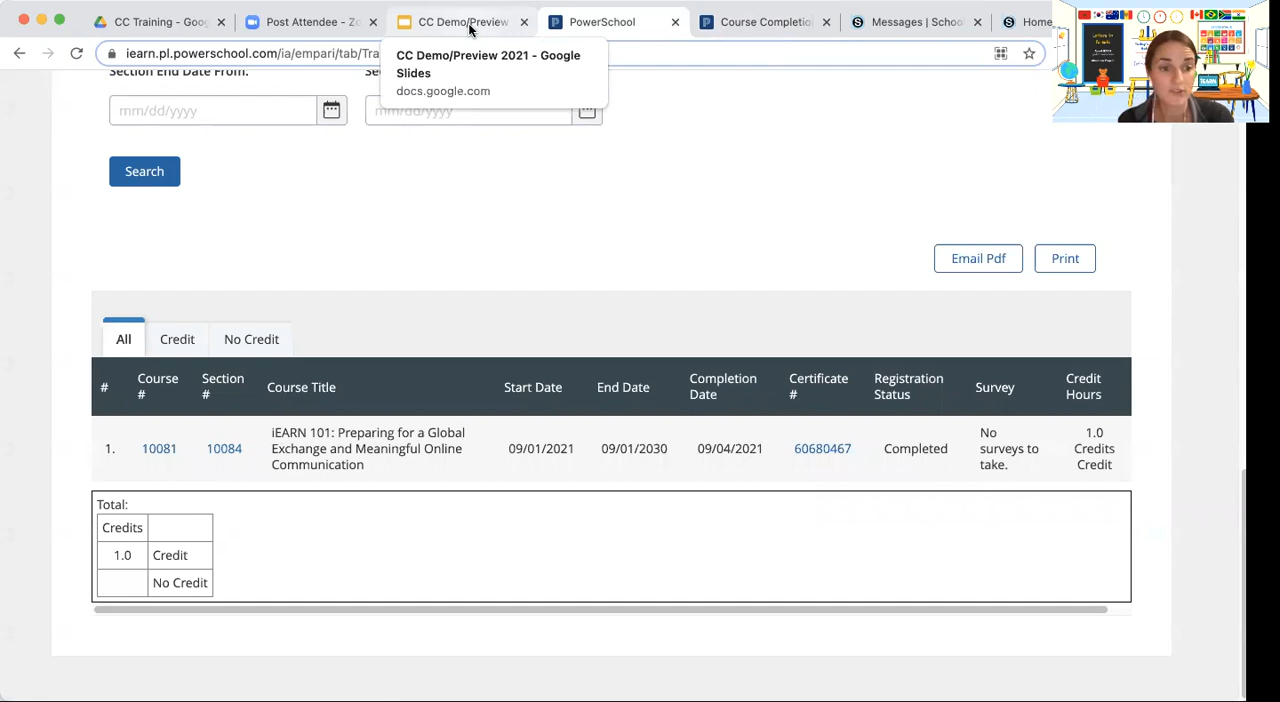 CC Training - Goog
Post Attendee - Zo
CC Demo/Preview
PowerSchool
Course Completio
Messages | Schoo
Home
iearn.pl.powerschool.com/ia/empari/tab/Tra
CC Demo/Preview 2021 - Google
Slides
docs.google.com
Section End Date From:
Se
mm/dd/yyyy
mm/dd/yyyy
Search
Email Pdf
Print
All
Credit
No Credit
#
Course
#
Section
#
Course Title
Start Date
End Date
Completion
Date
Certificate
#
Registration
Status
Survey
Credit
Hours
1.
10081
10084
iEARN 101: Preparing for a Global
Exchange and Meaningful Online
Communication
09/01/2021
09/01/2030
09/04/2021
60680467
Completed
No
surveys to
take.
1.0
Credits
Credit
Total:
Credits
1.0
Credit
No Credit